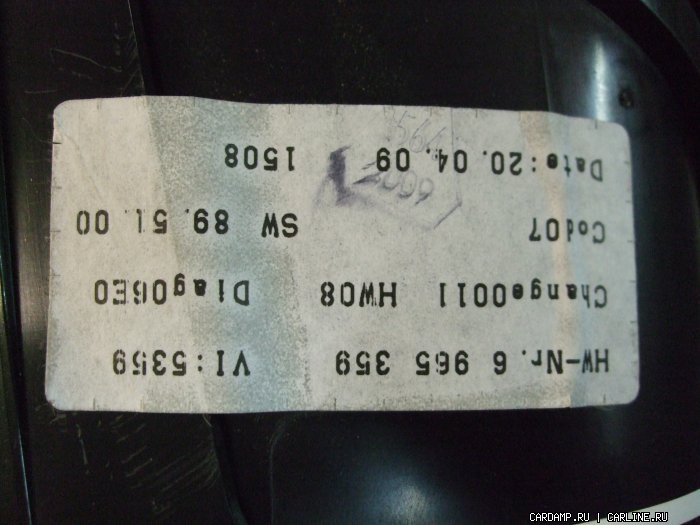 HW-Nr. 6 965 359 VI:5359
Change0011 HW08 Diag06E0
Cod07 SW 89.51.00
Date:20.04.09 1508
2009
CARDAMP.RU | CARLINE.RU